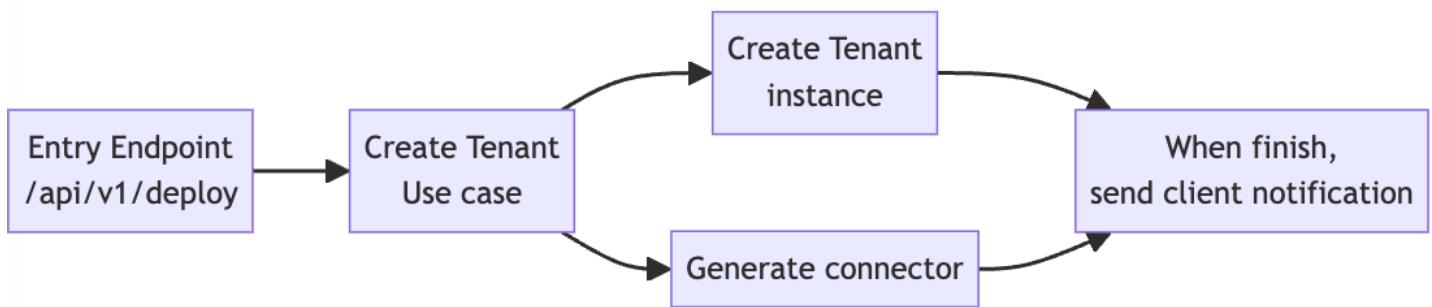 Entry Endpoint
/api/v1/deploy
Create Tenant
Use case
Create Tenant
instance
Generate connector
When finish,
send client notification